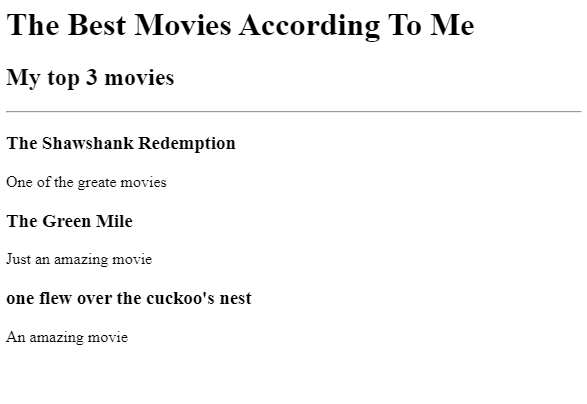 The Best Movies According To Me
My top 3 movies
The Shawshank Redemption
One of the greate movies
The Green Mile
Just an amazing movie
one flew over the cuckoo's nest
An amazing movie